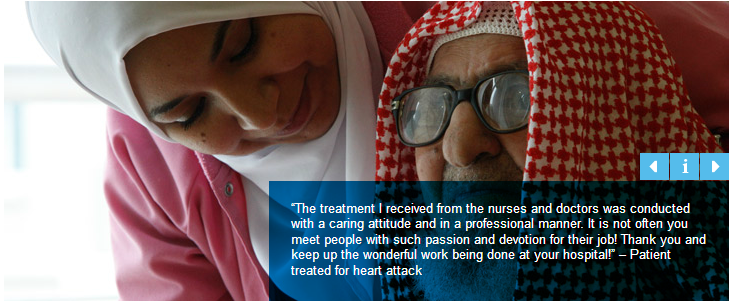 i
“The treatment I received from the nurses and doctors was conducted
with a caring attitude and in a professional manner. It is not often you
meet people with such passion and devotion for their job! Thank you and
keep up the wonderful work being done at your hospital!” – Patient
treated for heart attack